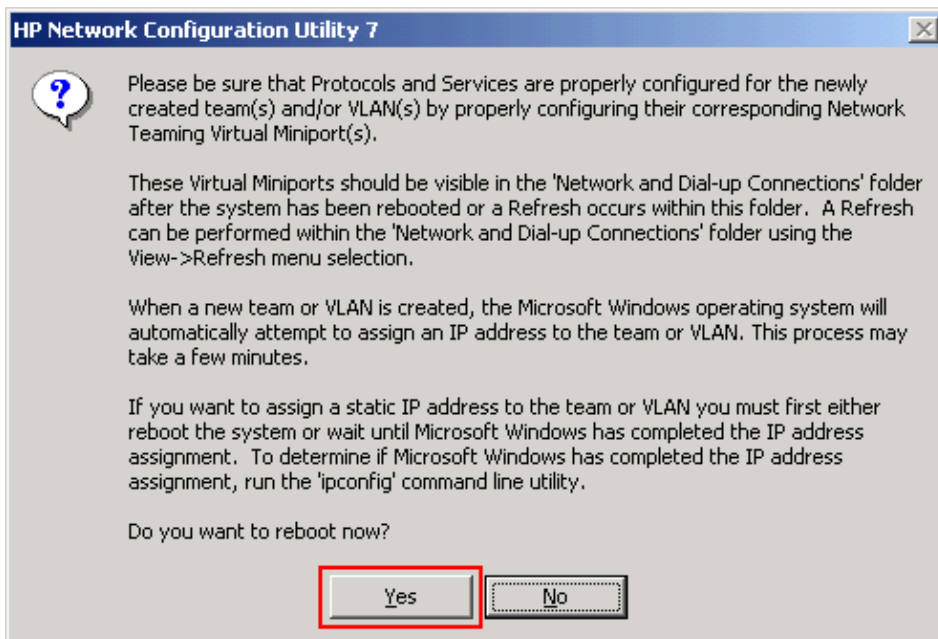 HP Network Configuration Utility 7
Please be sure that Protocols and Services are properly configured for the newly
created team(s) and/or VLAN(s) by properly configuring their corresponding Network
Teaming Virtual Miniport(s).
These Virtual Miniports should be visible in the 'Network and Dial-up Connections' folder
after the system has been rebooted or a Refresh occurs within this folder.  A Refresh
can be performed within the 'Network and Dial-up Connections' folder using the
View->Refresh menu selection.
When a new team or VLAN is created, the Microsoft Windows operating system will
automatically attempt to assign an IP address to the team or VLAN. This process may
take a few minutes.
If you want to assign a static IP address to the team or VLAN you must first either
reboot the system or wait until Microsoft Windows has completed the IP address
assignment.  To determine if Microsoft Windows has completed the IP address
assignment, run the 'ipconfig' command line utility.
Do you want to reboot now?
Yes
No